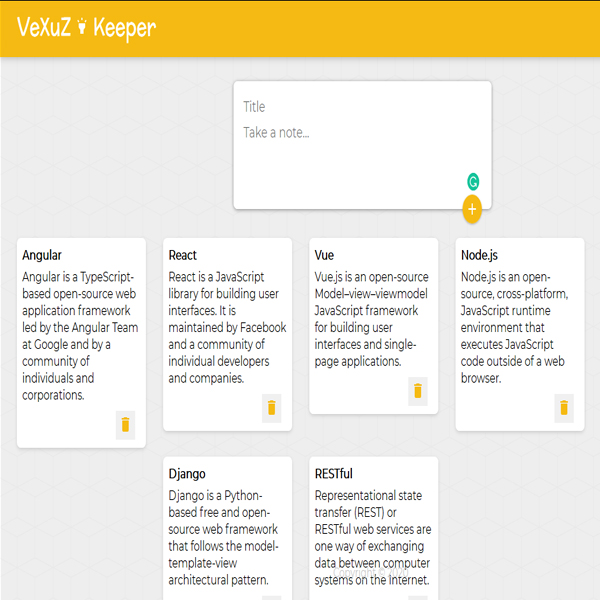 VeXuZ Keeper
Title
Take a note...
Angular
Angular is a TypeScript-
based open-source web
application framework
led by the Angular Team
at Google and by a
community of
individuals and
corporations.
React
React is a JavaScript
library for building user
interfaces. It is
maintained by Facebook
and a community of
individual developers
and companies.
Vue
Vue.js is an open-source
Model–view–viewmodel
JavaScript framework
for building user
interfaces and single-
page applications.
Node.js
Node.js is an open-
source, cross-platform,
JavaScript runtime
environment that
executes JavaScript
code outside of a web
browser.
Django
Django is a Python-
based free and open-
source web framework
that follows the model-
template-view
architectural pattern.
RESTful
Representational state
transfer (REST) or
RESTful web services are
one way of exchanging
data between computer
systems on the Internet.
Copyright © 2020